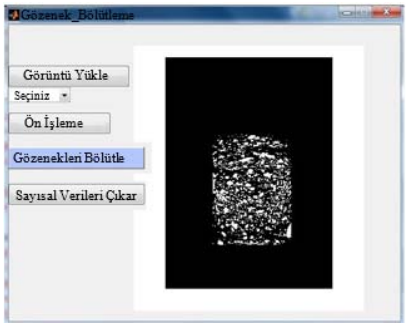 Gözenek_Bölütleme
Görüntü Yükle
Seçiniz
Ön İşleme
Gözenekleri Bölütle
Sayısal Verileri Çıkar